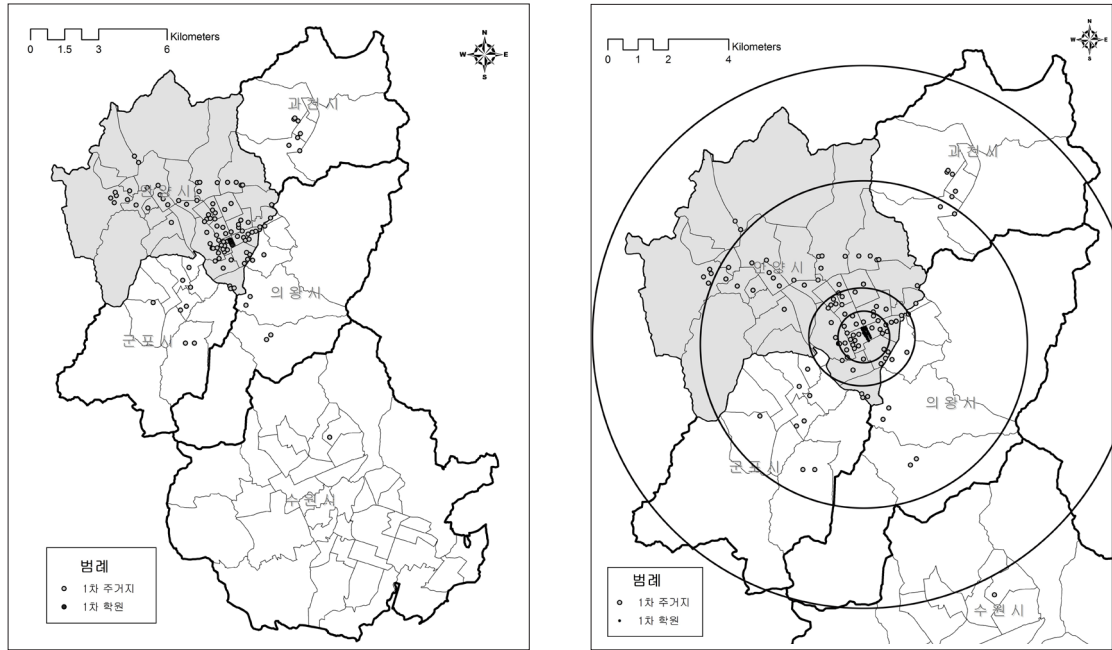 0 1.5 3 6
Kilometers
N
W E
S
과천시
안양시
의왕시
군포시
수원시
범례
1차 주거지
1차 학원
0 1 2 4
Kilometers
N
W E
S
과천시
안양시
의왕시
군포시
수원시
범례
1차 주거지
1차 학원